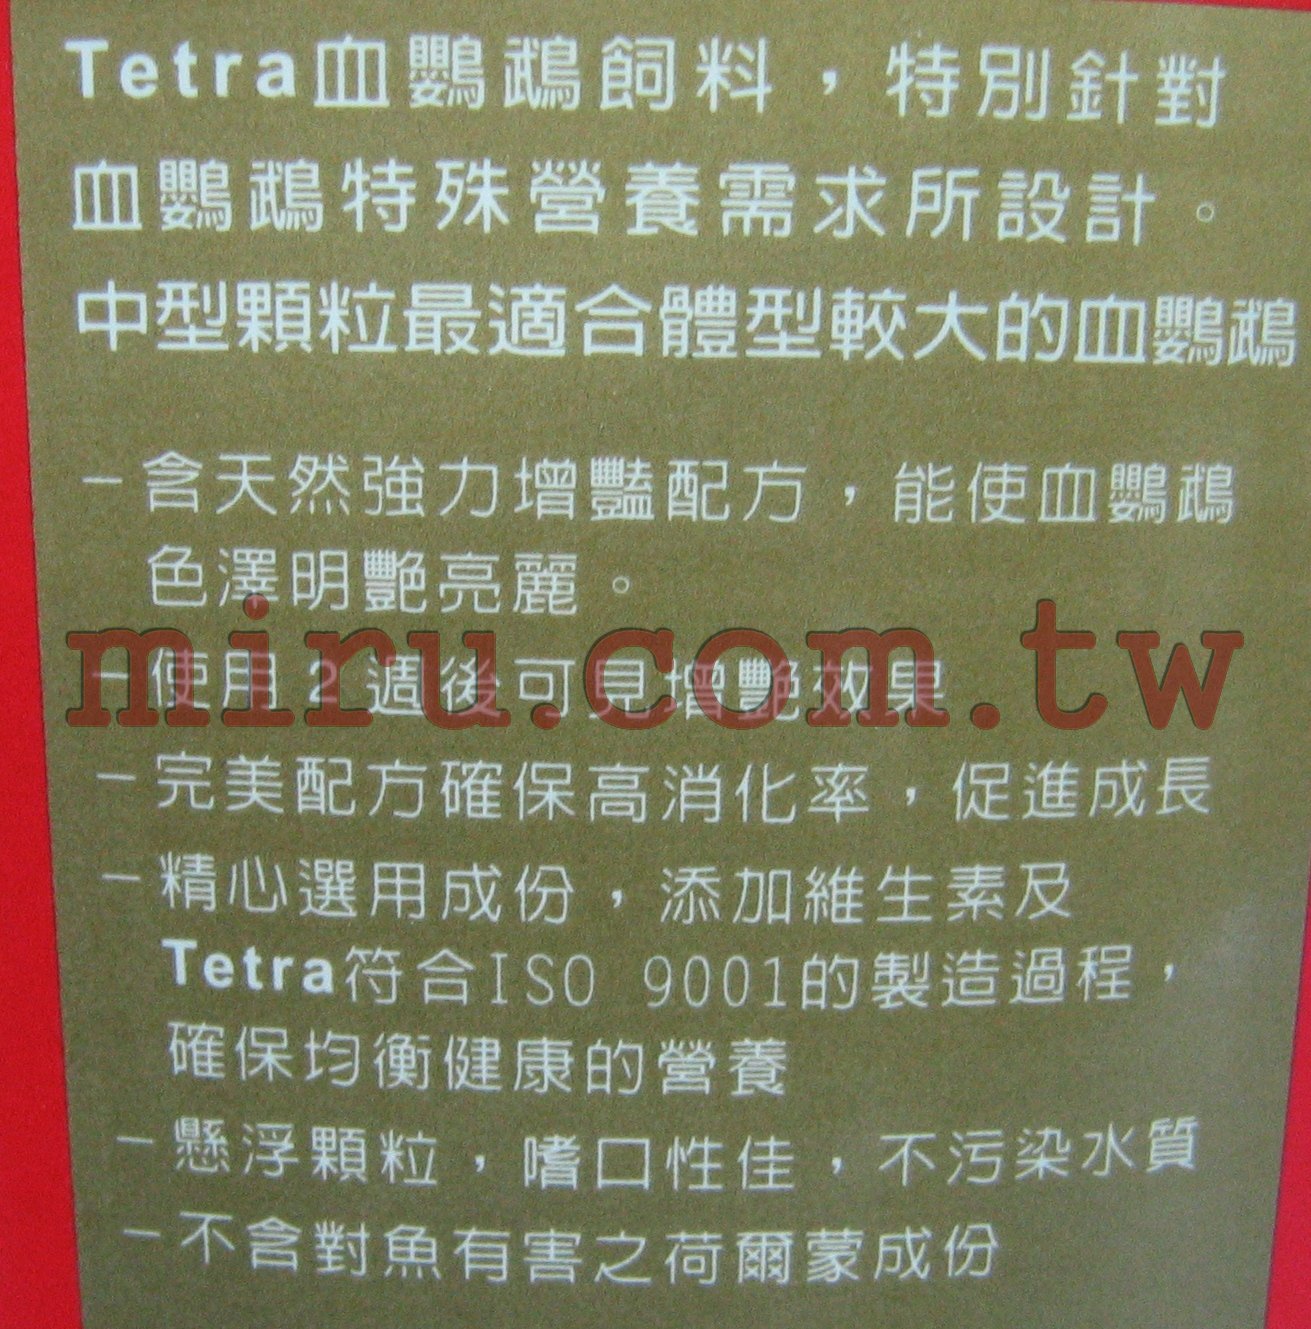 Tetra血鸚鵡飼料，特別針對
血鸚鵡特殊營養需求所設計。
中型顆粒最適合體型較大的血鸚鵡
－含天然強力增豔配方，能使血鸚鵡
色澤明艷亮麗。
－使用2週後可見增艷效果
miru.com.tw
－完美配方確保高消化率，促進成長
－精心選用成份，添加維生素及
Tetra符合ISO 9001的製造過程，
確保均衡健康的營養
－懸浮顆粒，嗜口性佳，不污染水質
－不含對魚有害之荷爾蒙成份